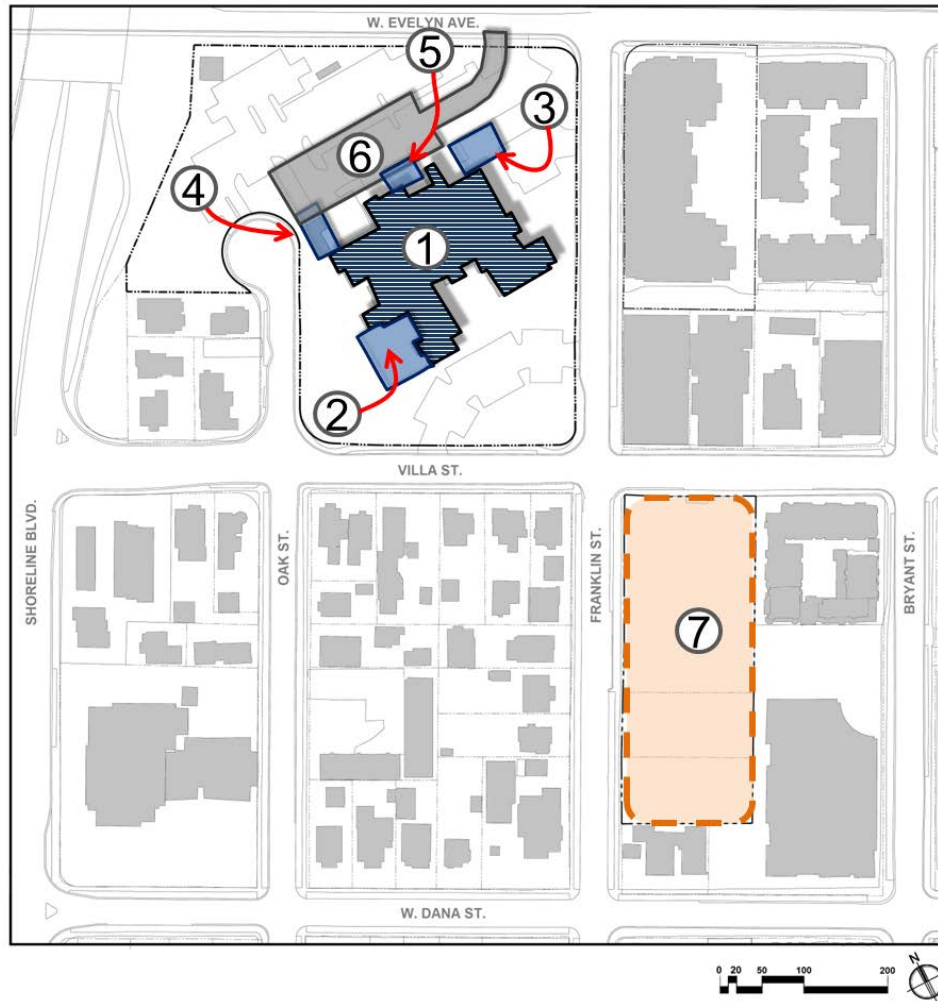 W. EVELYN AVE.
5
3
6
4
1
2
VILLA ST.
SHORELINE BLVD.
OAK ST.
FRANKLIN ST.
BRYANT ST.
7
W. DANA ST.
0 20 50 100 200
N